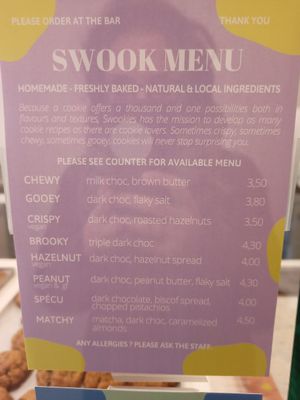 PLEASE ORDER AT THE BAR THANK YOU
SWOOK MENU
HOMEMADE - FRESHLY BAKED - NATURAL & LOCAL INGREDIENTS
Because a cookie offers a thousand and one possibilities both in
flavours and textures, Swookies has the mission to develop as many
cookie recipes as there are cookie lovers. Sometimes crispy, sometimes
chewy, sometimes gooey, cookies will never stop surprising you.
PLEASE SEE COUNTER FOR AVAILABLE MENU
CHEWY milk choc, brown butter 3,50
GOOEY dark choc, flaky salt 3,80
CRISPY dark choc, roasted hazelnuts 3,50
vegan
BROOKY triple dark choc 4,30
HAZELNUT dark choc, hazelnut spread 4,00
vegan
PEANUT dark choc, peanut butter, flaky salt 4,30
vegan & gf
SPÉCU dark chocolate, biscof spread, 4,00
chopped pistachios
MATCHY matcha, dark choc, caramelized 4,50
almonds
ANY ALLERGIES ? PLEASE ASK THE STAFF